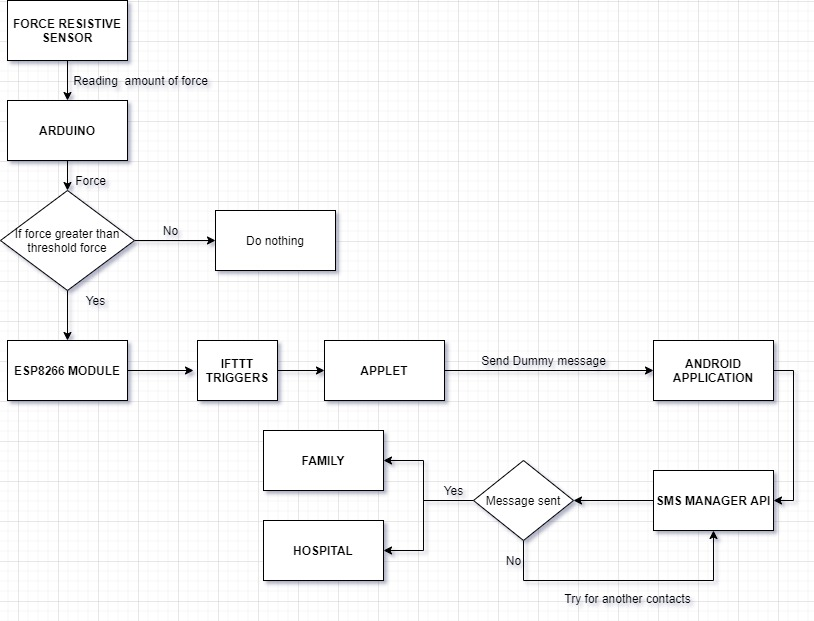 FORCE RESISTIVE
SENSOR
Reading  amount of force
ARDUINO
Force
If force greater than
threshold force
No
Do nothing
Yes
ESP8266 MODULE
IFTTT
TRIGGERS
APPLET
Send Dummy message
ANDROID
APPLICATION
FAMILY
Yes
Message sent
SMS MANAGER API
HOSPITAL
No
Try for another contacts